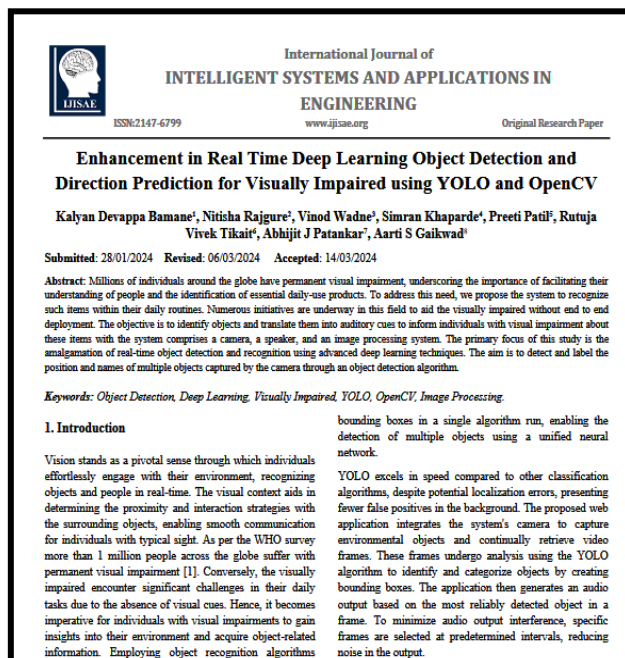 International Journal of
INTELLIGENT SYSTEMS AND APPLICATIONS IN
ENGINEERING
IJISAE
ISSN:2147-6799 www.ijisae.org Original Research Paper
Enhancement in Real Time Deep Learning Object Detection and
Direction Prediction for Visually Impaired using YOLO and OpenCV
Kalyan Devappa Bamane¹, Nitisha Rajgure², Vinod Wadne³, Simran Khaparde⁴, Preeti Patil⁵, Rutuja
Vivek Tikait⁶, Abhijit J Patankar⁷, Aarti S Gaikwad⁸
Submitted: 28/01/2024 Revised: 06/03/2024 Accepted: 14/03/2024
Abstract: Millions of individuals around the globe have permanent visual impairment, underscoring the importance of facilitating their
understanding of people and the identification of essential daily-use products. To address this need, we propose the system to recognize
such items within their daily routines. Numerous initiatives are underway in this field to aid the visually impaired without end to end
deployment. The objective is to identify objects and translate them into auditory cues to inform individuals with visual impairment about
these items with the system comprises a camera, a speaker, and an image processing system. The primary focus of this study is the
amalgamation of real-time object detection and recognition using advanced deep learning techniques. The aim is to detect and label the
position and names of multiple objects captured by the camera through an object detection algorithm.
Keywords: Object Detection, Deep Learning, Visually Impaired, YOLO, OpenCV, Image Processing.
1. Introduction
Vision stands as a pivotal sense through which individuals
effortlessly engage with their environment, recognizing
objects and people in real-time. The visual context aids in
determining the proximity and interaction strategies with
the surrounding objects, enabling smooth communication
for individuals with typical sight. As per the WHO survey
more than 1 million people across the globe suffer with
permanent visual impairment [1]. Conversely, the visually
impaired encounter significant challenges in their daily
tasks due to the absence of visual cues. Hence, it becomes
imperative for individuals with visual impairments to gain
insights into their environment and acquire object-related
information. Employing object recognition algorithms
bounding boxes in a single algorithm run, enabling the
detection of multiple objects using a unified neural
network.
YOLO excels in speed compared to other classification
algorithms, despite potential localization errors, presenting
fewer false positives in the background. The proposed web
application integrates the system's camera to capture
environmental objects and continually retrieve video
frames. These frames undergo analysis using the YOLO
algorithm to identify and categorize objects by creating
bounding boxes. The application then generates an audio
output based on the most reliably detected object in a
frame. To minimize audio output interference, specific
frames are selected at predetermined intervals, reducing
noise in the output.